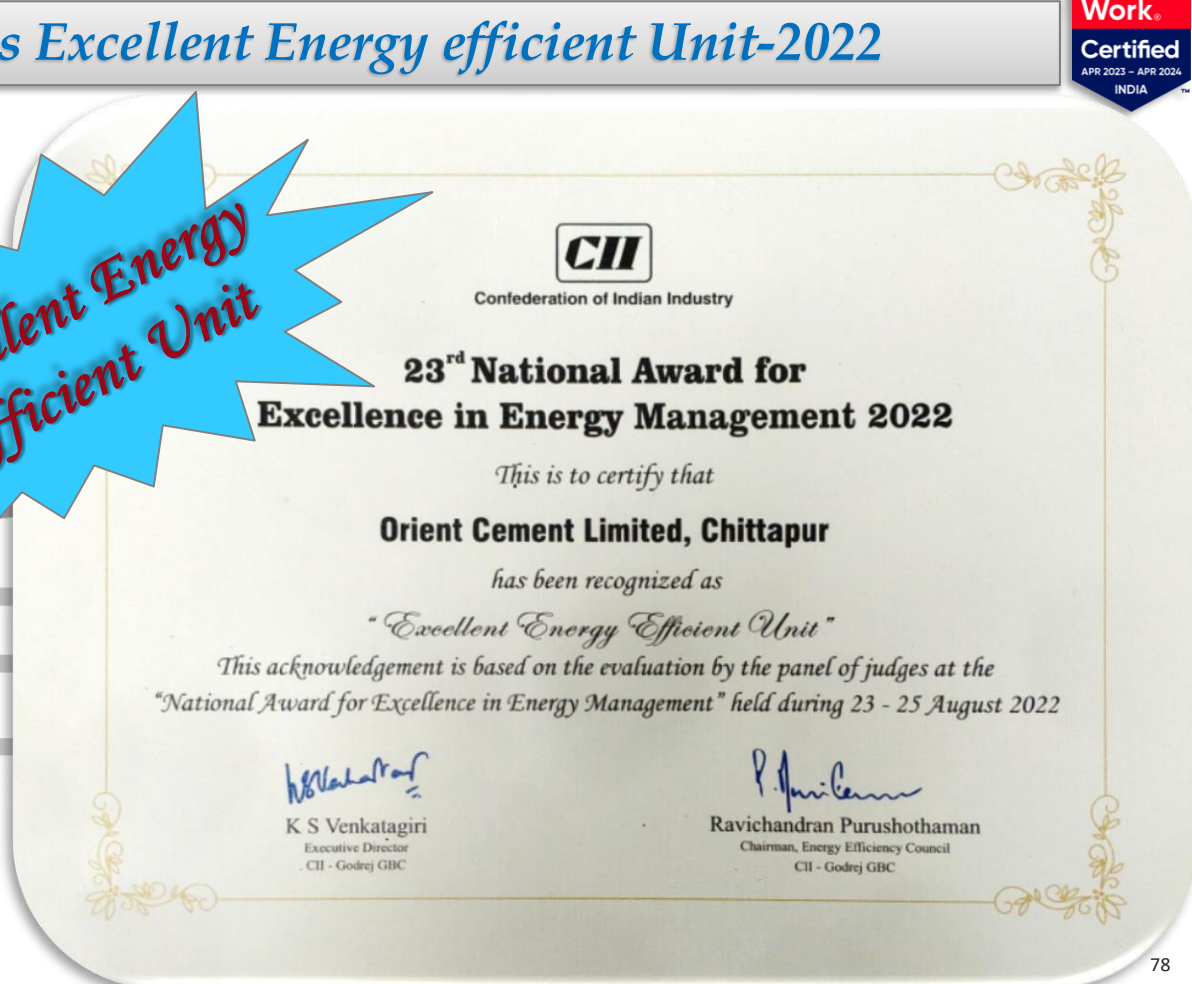 s Excellent Energy efficient Unit-2022
Work®
Certified
APR 2023 – APR 2024
INDIA
™
llent Energy
fficient Unit
CII
Confederation of Indian Industry
23rd National Award for
Excellence in Energy Management 2022
This is to certify that
Orient Cement Limited, Chittapur
has been recognized as
“Excellent Energy Efficient Unit”
This acknowledgement is based on the evaluation by the panel of judges at the
“National Award for Excellence in Energy Management” held during 23 - 25 August 2022
K S Venkatagiri
Executive Director
CII - Godrej GBC
Ravichandran Purushothaman
Chairman, Energy Efficiency Council
CII - Godrej GBC
78